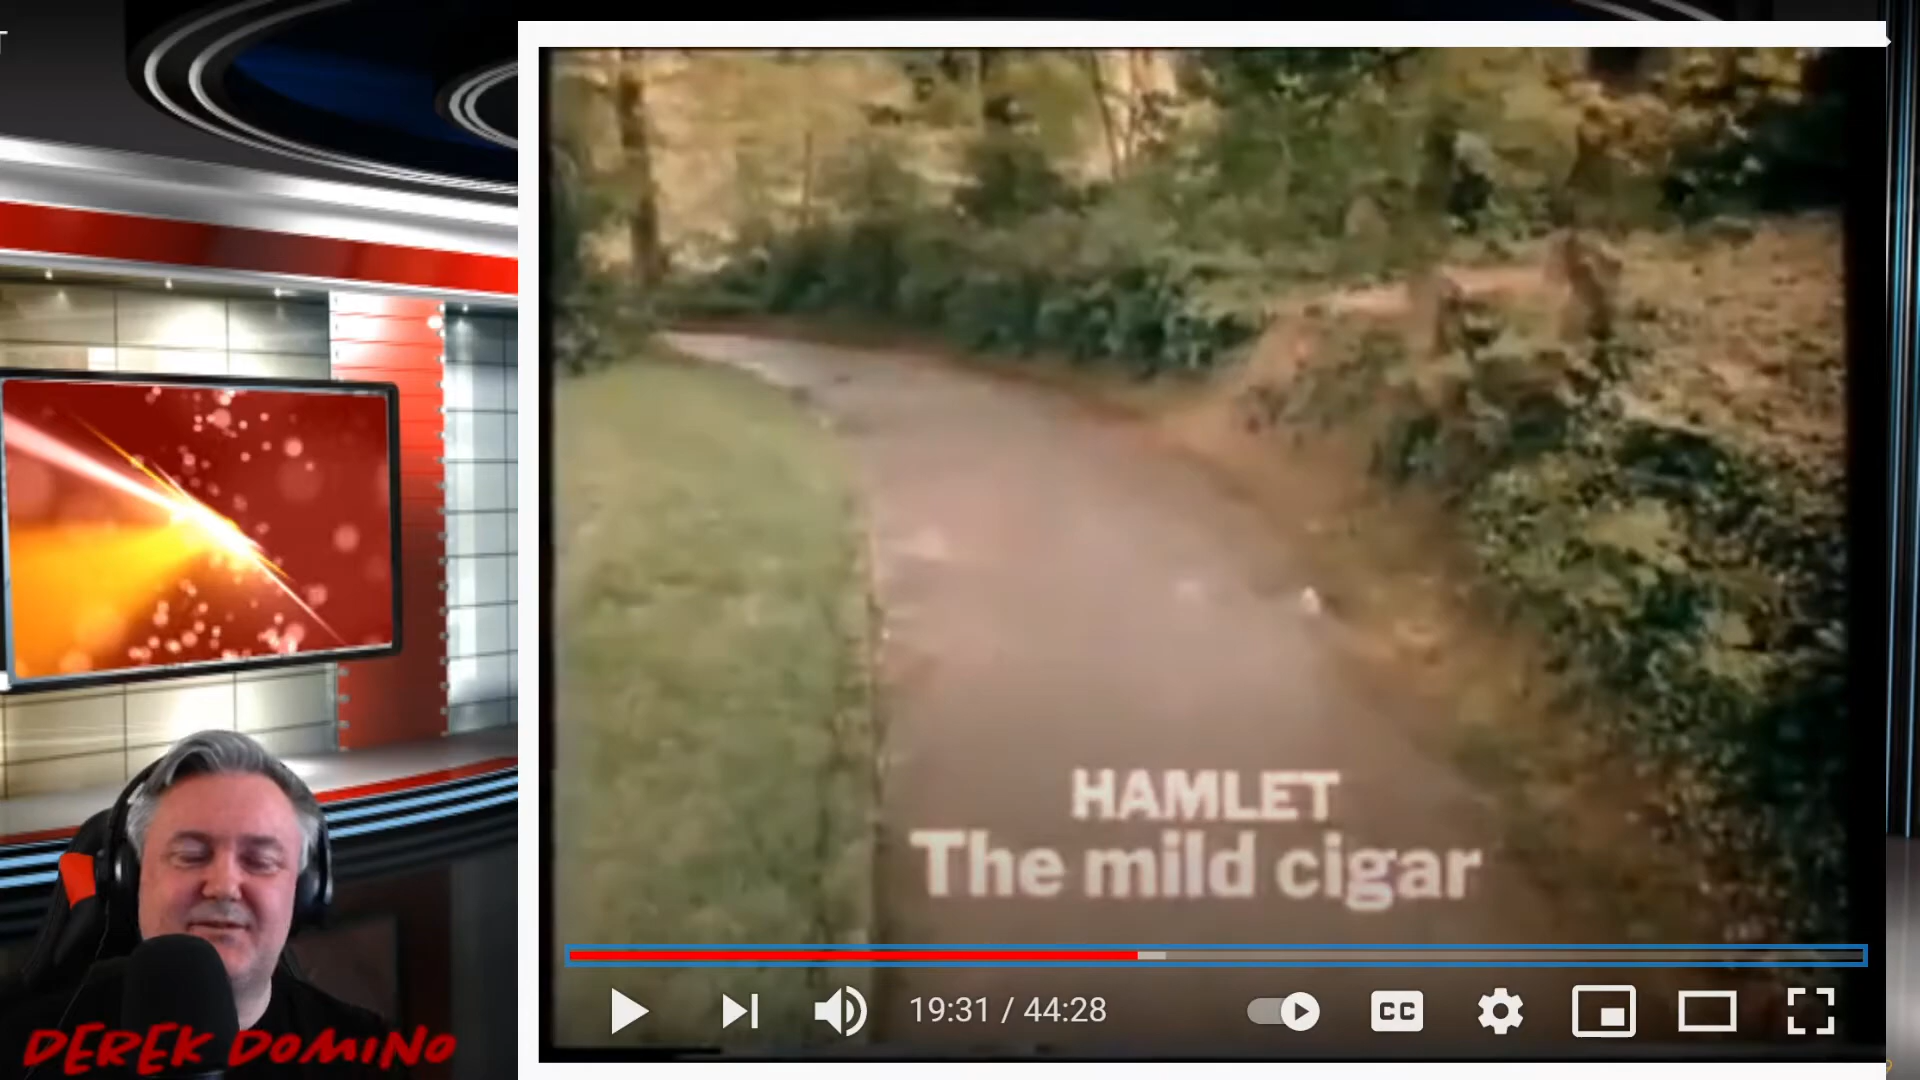 T
HAMLET
The mild cigar
19:31 / 44:28
CC
DEREK DOMINO